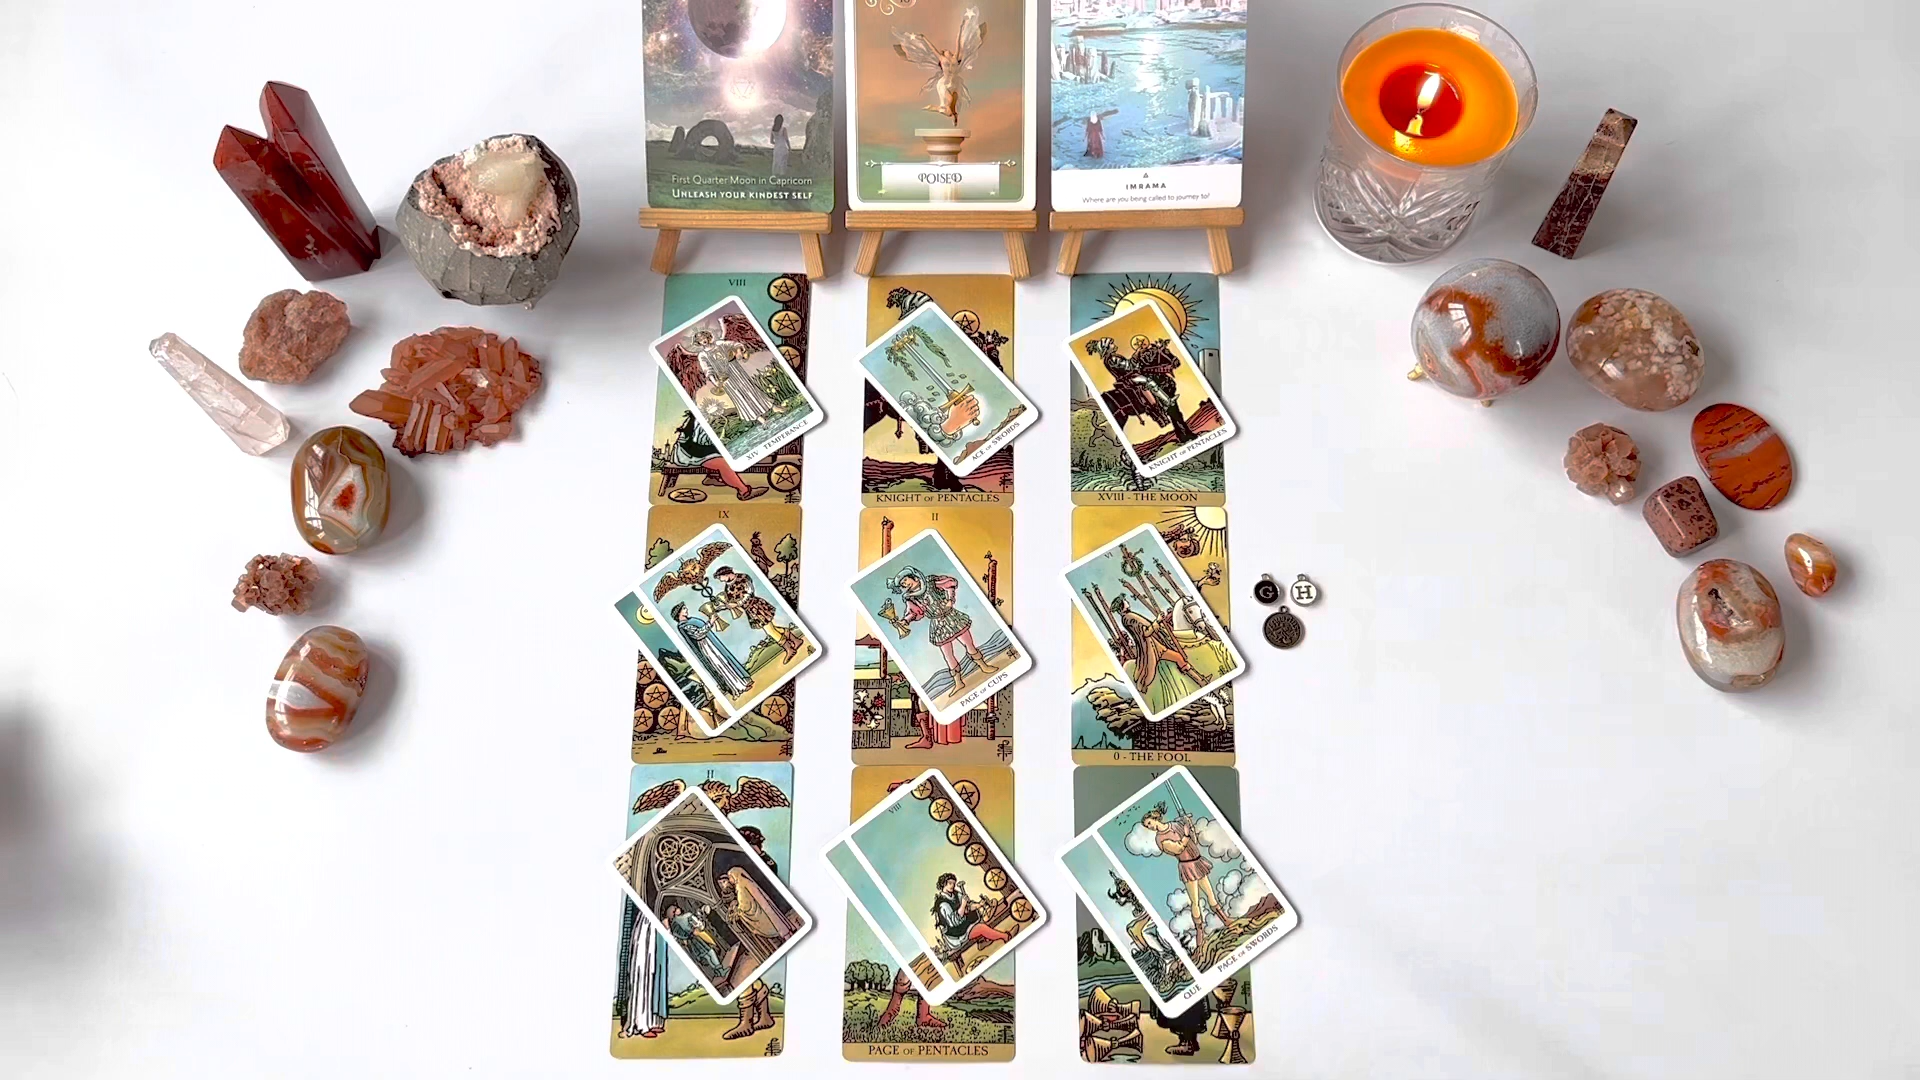 First Quarter Moon in Capricorn
UNLEASH YOUR KINDEST SELF
POISED
IMRAMA
Where are you being called to journey to?
VIII
XIV TEMPERANCE
KNIGHT OF PENTACLES
ACE OF SWORDS
XVIII - THE MOON
KNIGHT OF PENTACLES
IX
II
PAGE OF CUPS
VI
0 - THE FOOL
G
H
II
VIII
PAGE OF PENTACLES
V
QUE
PAGE OF SWORDS